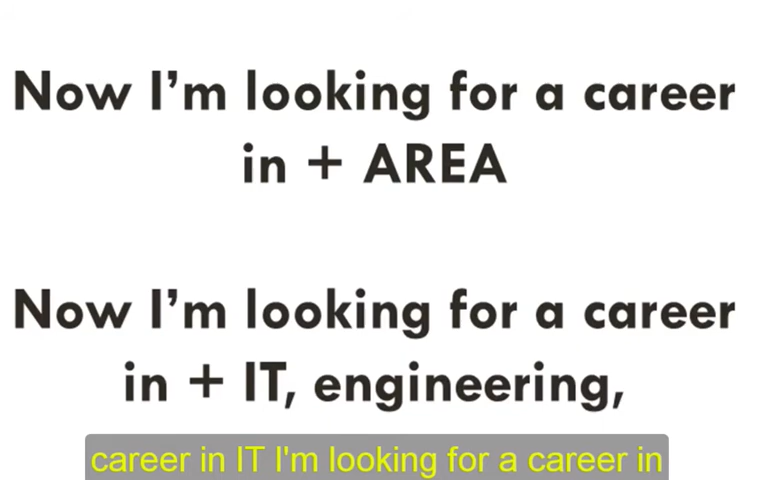 Now I’m looking for a career
in + AREA
Now I’m looking for a career
in + IT, engineering,
career in IT I'm looking for a career in